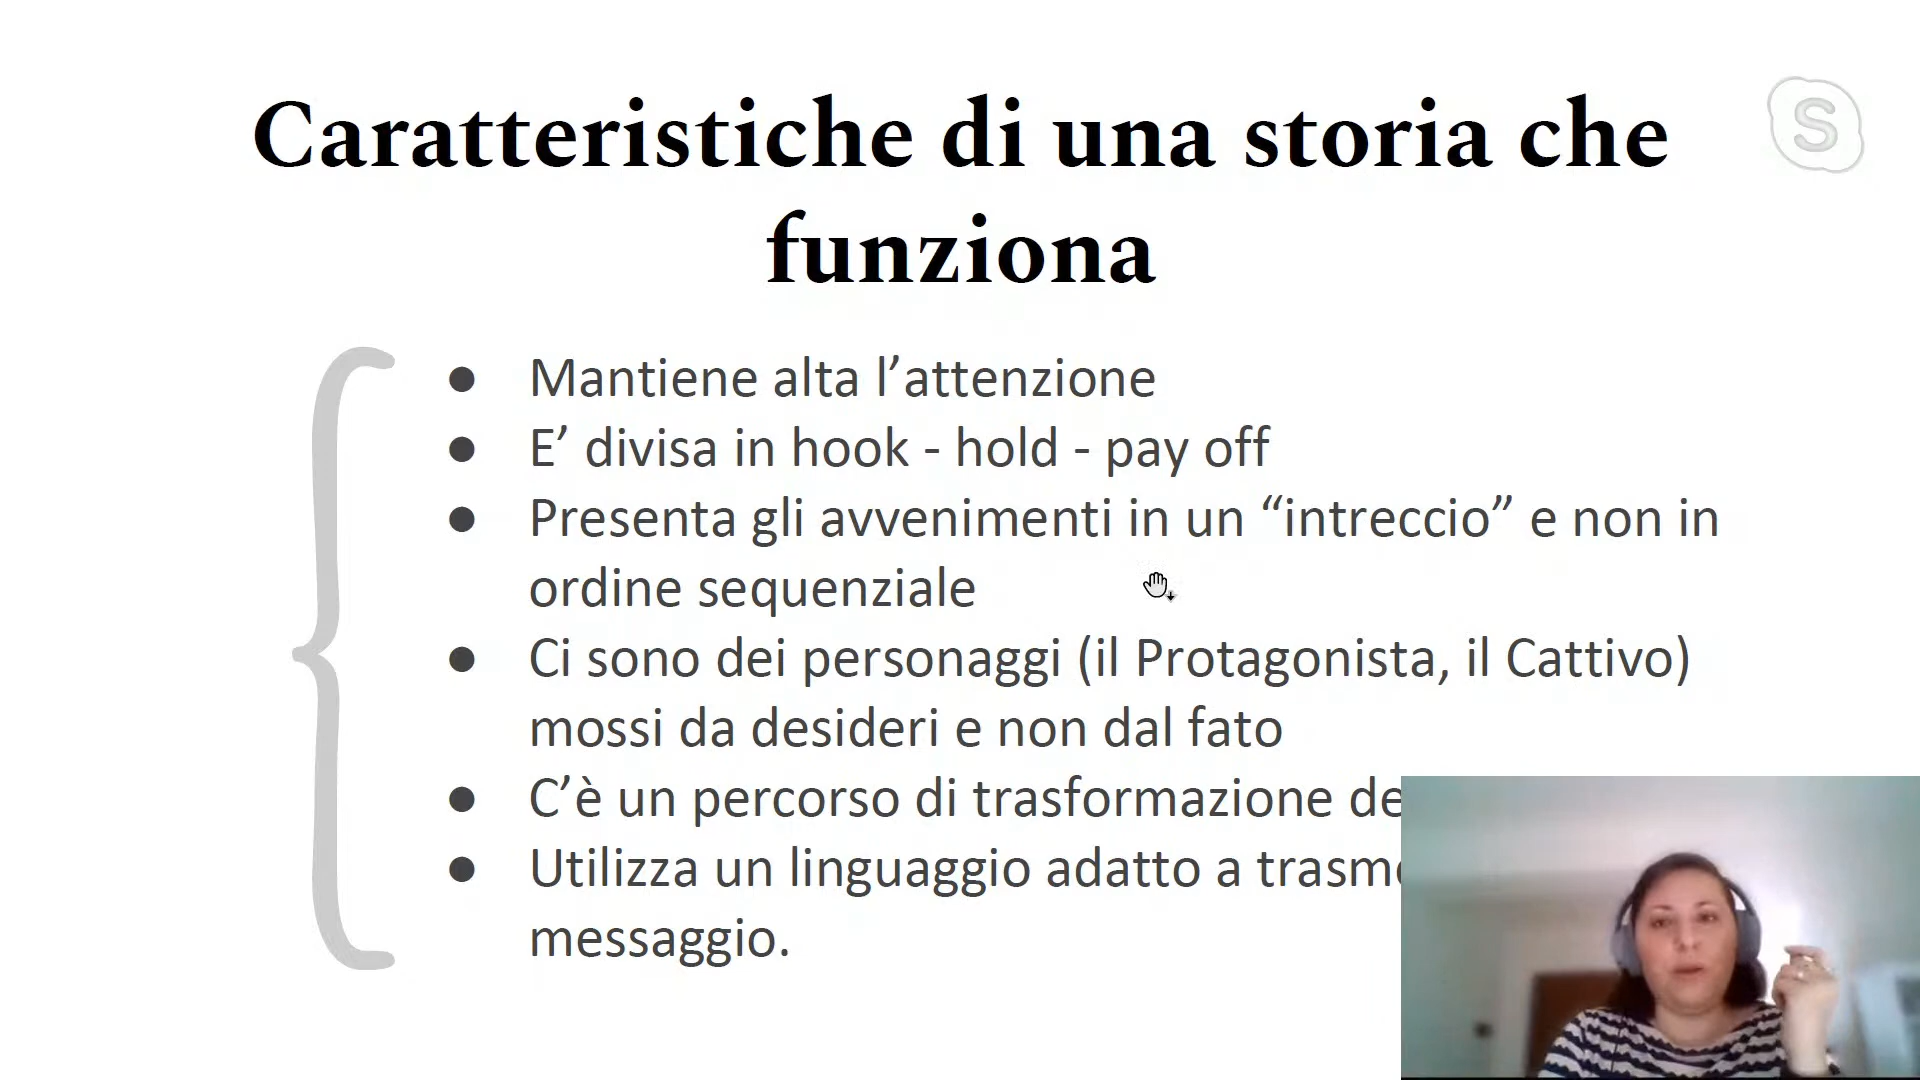 Caratteristiche di una storia che
funziona
S
● Mantiene alta l’attenzione
● E’ divisa in hook - hold - pay off
● Presenta gli avvenimenti in un “intreccio” e non in
ordine sequenziale
● Ci sono dei personaggi (il Protagonista, il Cattivo)
mossi da desideri e non dal fato
● C’è un percorso di trasformazione
● Utilizza un linguaggio adatto a
messaggio.